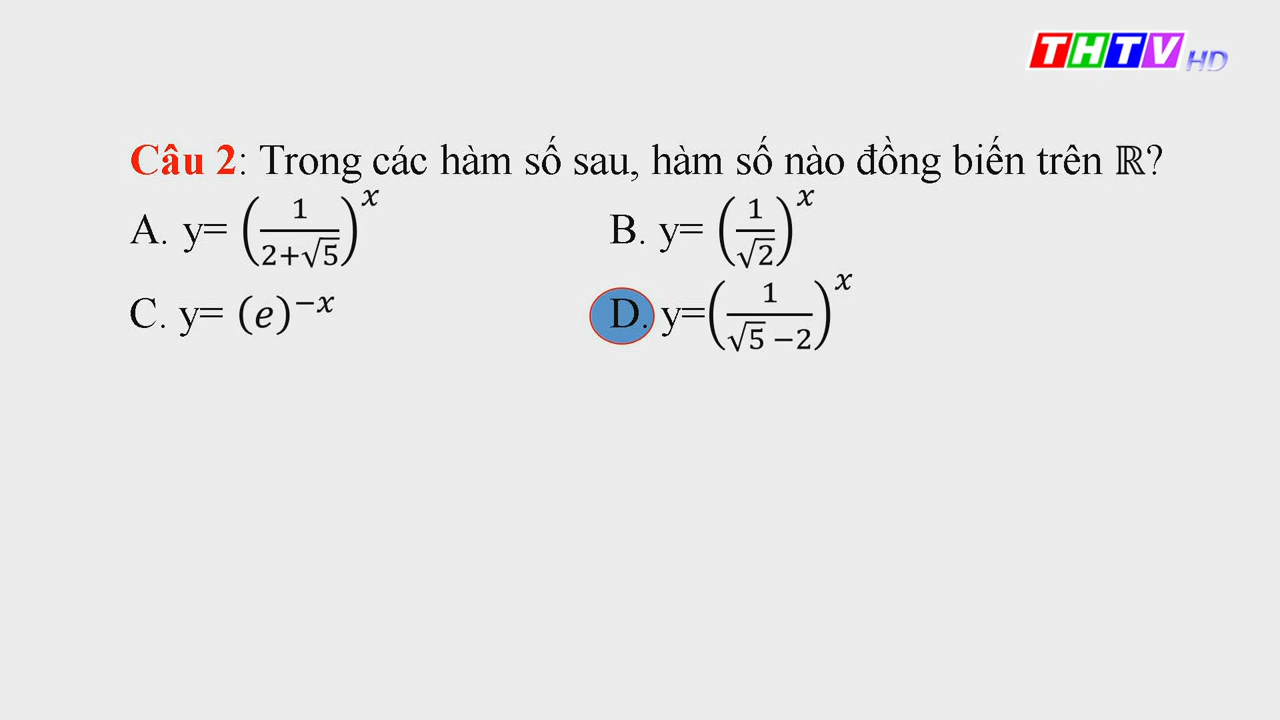 THTV HD
Câu 2: Trong các hàm số sau, hàm số nào đồng biến trên ℝ?
A. y= (1/(2+√5))^x B. y= (1/√2)^x
C. y= (e)^−x D. y=(1/(√5 −2))^x